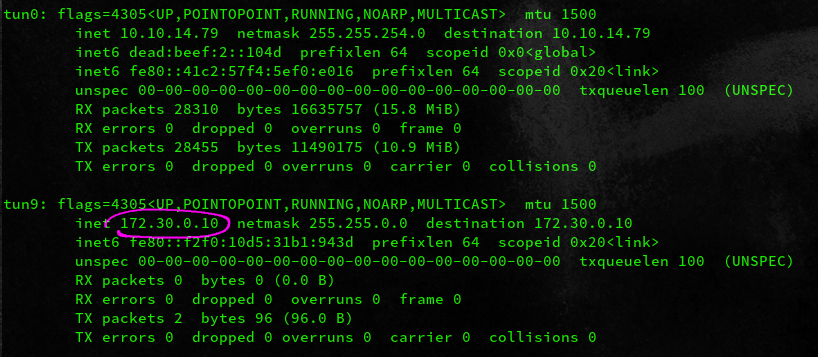 tun0: flags=4305<UP,POINTOPOINT,RUNNING,NOARP,MULTICAST>  mtu 1500
        inet 10.10.14.79  netmask 255.255.254.0  destination 10.10.14.79
        inet6 dead:beef:2::104d  prefixlen 64  scopeid 0x0<global>
        inet6 fe80::41c2:57f4:5ef0:e016  prefixlen 64  scopeid 0x20<link>
        unspec 00-00-00-00-00-00-00-00-00-00-00-00-00-00-00-00  txqueuelen 100  (UNSPEC)
        RX packets 28310  bytes 16635757 (15.8 MiB)
        RX errors 0  dropped 0  overruns 0  frame 0
        TX packets 28455  bytes 11490175 (10.9 MiB)
        TX errors 0  dropped 0 overruns 0  carrier 0  collisions 0

tun9: flags=4305<UP,POINTOPOINT,RUNNING,NOARP,MULTICAST>  mtu 1500
        inet 172.30.0.10  netmask 255.255.0.0  destination 172.30.0.10
        inet6 fe80::f2f0:10d5:31b1:943d  prefixlen 64  scopeid 0x20<link>
        unspec 00-00-00-00-00-00-00-00-00-00-00-00-00-00-00-00  txqueuelen 100  (UNSPEC)
        RX packets 0  bytes 0 (0.0 B)
        RX errors 0  dropped 0  overruns 0  frame 0
        TX packets 2  bytes 96 (96.0 B)
        TX errors 0  dropped 0 overruns 0  carrier 0  collisions 0